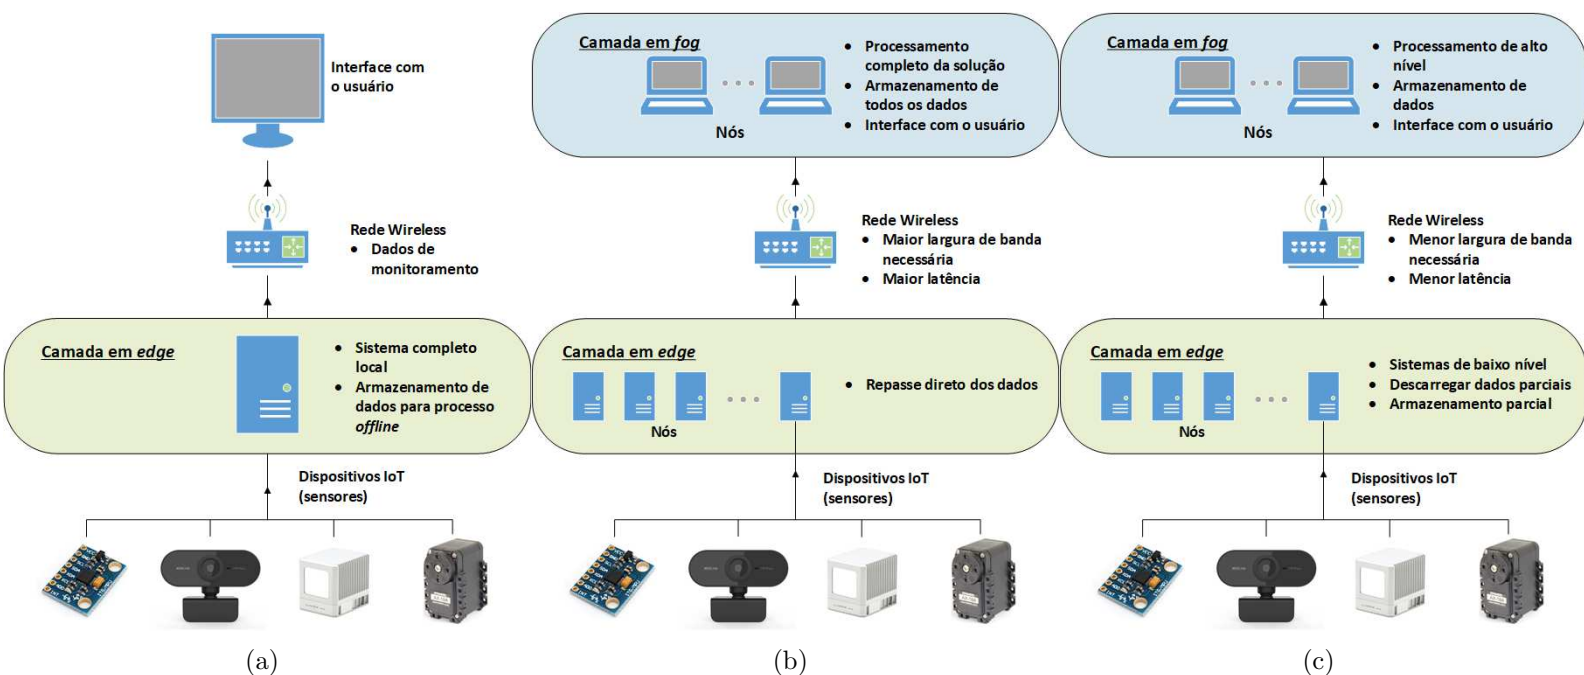 Interface com
o usuário
Rede Wireless
• Dados de
monitoramento
Camada em edge
• Sistema completo
local
• Armazenamento de
dados para processo
offline
Dispositivos IoT
(sensores)
(a)
Camada em fog
Nós
• Processamento
completo da solução
• Armazenamento de
todos os dados
• Interface com o usuário
Rede Wireless
• Maior largura de banda
necessária
• Maior latência
Camada em edge
Nós
• Repasse direto dos dados
Dispositivos IoT
(sensores)
(b)
Camada em fog
Nós
• Processamento de alto
nível
• Armazenamento de
dados
• Interface com o usuário
Rede Wireless
• Menor largura de banda
necessária
• Menor latência
Camada em edge
Nós
• Sistemas de baixo nível
• Descarregar dados parciais
• Armazenamento parcial
Dispositivos IoT
(sensores)
(c)